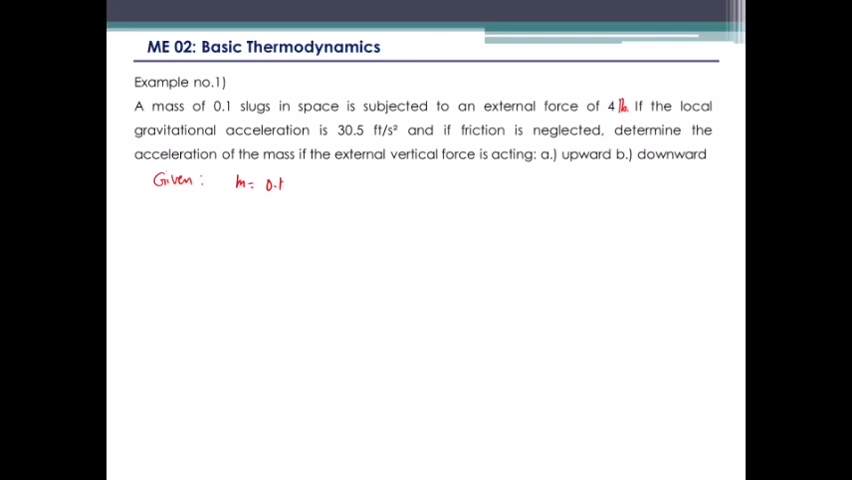 ME 02: Basic Thermodynamics
Example no.1)
A mass of 0.1 slugs in space is subjected to an external force of 4 lb. If the local
gravitational acceleration is 30.5 ft/s² and if friction is neglected, determine the
acceleration of the mass if the external vertical force is acting: a.) upward b.) downward
Given : m = 0.1